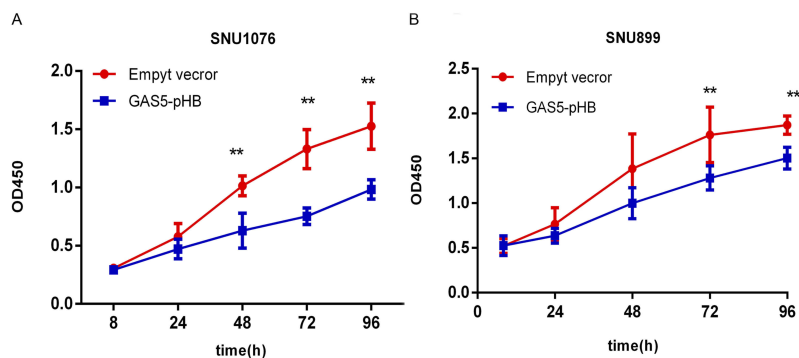 A
SNU1076
Empyt vecror
GAS5-pHB
**
**
**
OD450
2.0
1.5
1.0
0.5
0.0
8
24
48
72
96
time(h)
B
SNU899
Empyt vecror
GAS5-pHB
**
**
OD450
2.5
2.0
1.5
1.0
0.5
0.0
0
24
48
72
96
time(h)